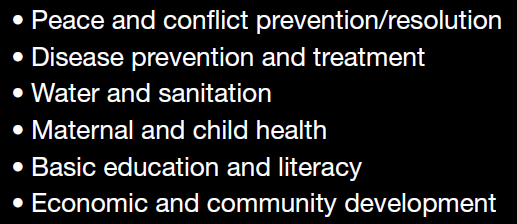 • Peace and conflict prevention/resolution
• Disease prevention and treatment
• Water and sanitation
• Maternal and child health
• Basic education and literacy
• Economic and community development